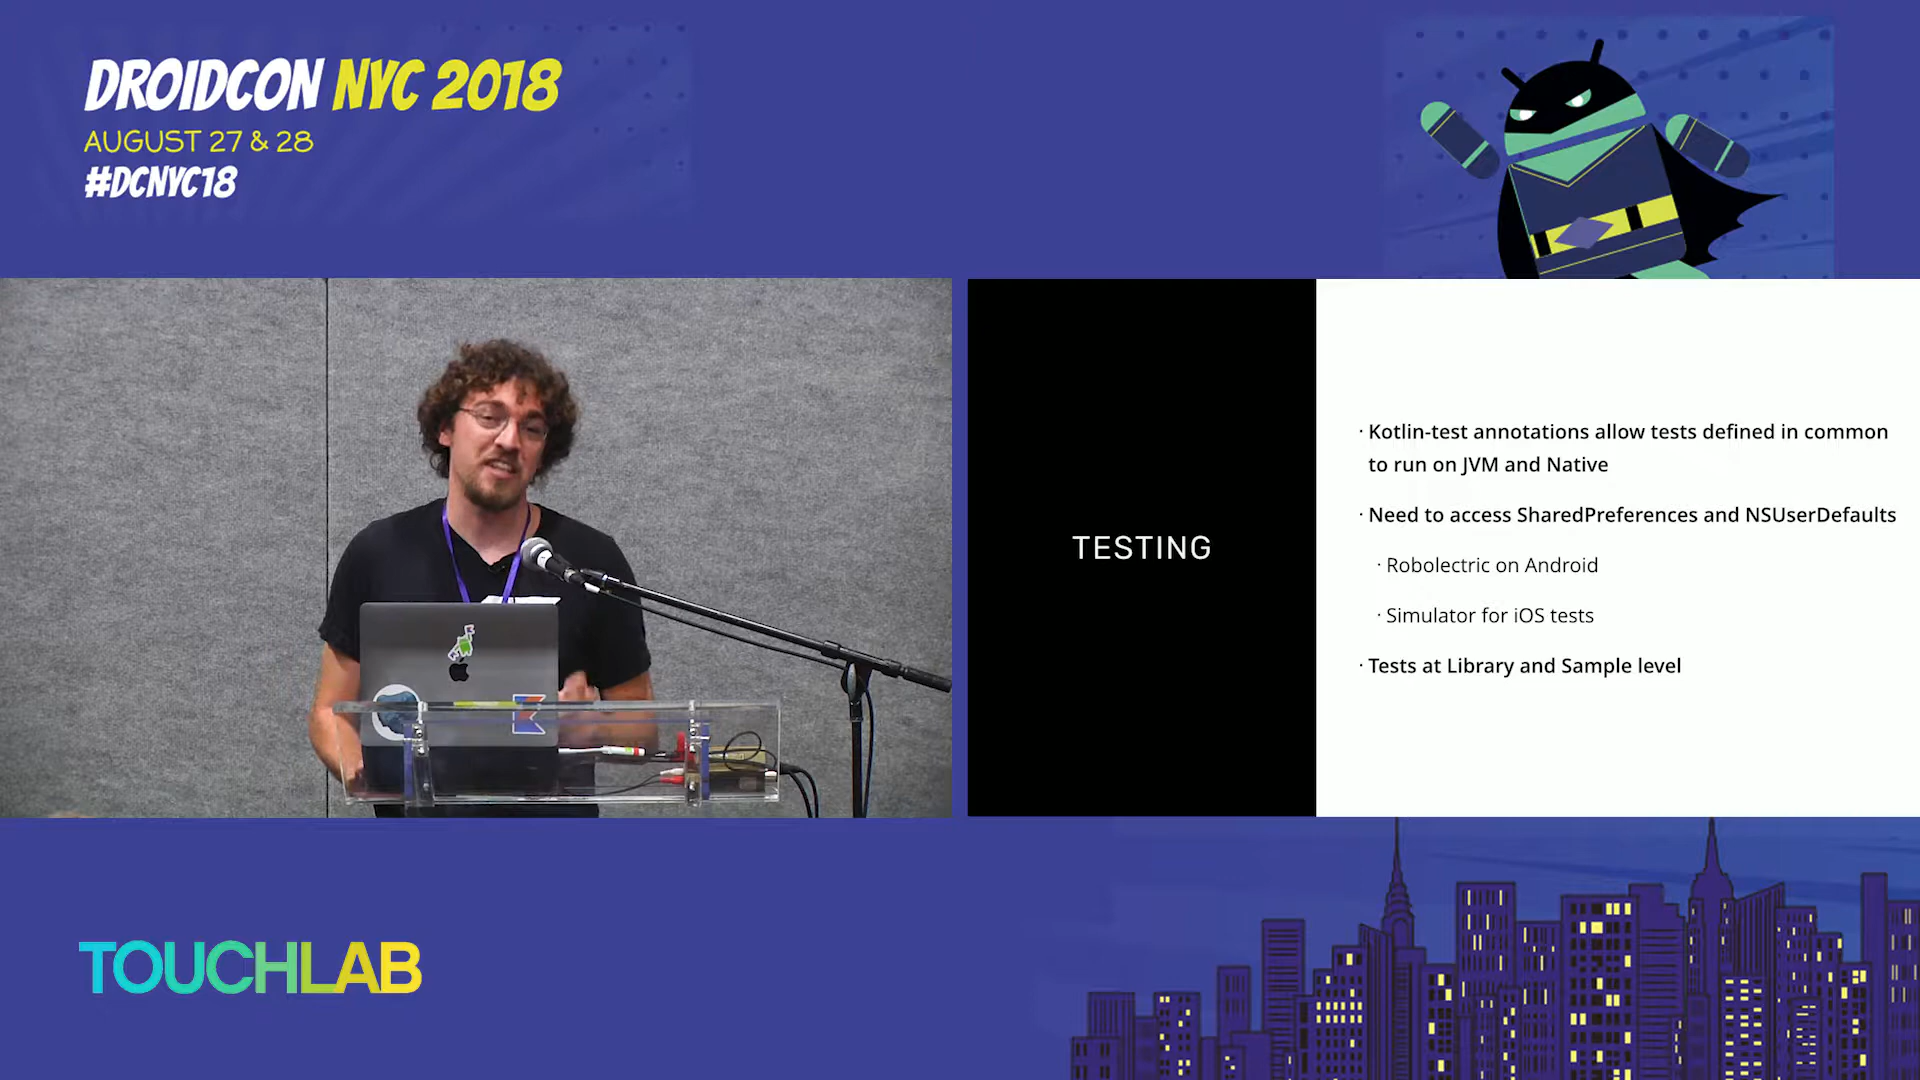 DROIDCON NYC 2018
AUGUST 27 & 28
#DCNYC18
TESTING
· Kotlin-test annotations allow tests defined in common
to run on JVM and Native
· Need to access SharedPreferences and NSUserDefaults
· Robolectric on Android
· Simulator for iOS tests
· Tests at Library and Sample level
TOUCHLAB